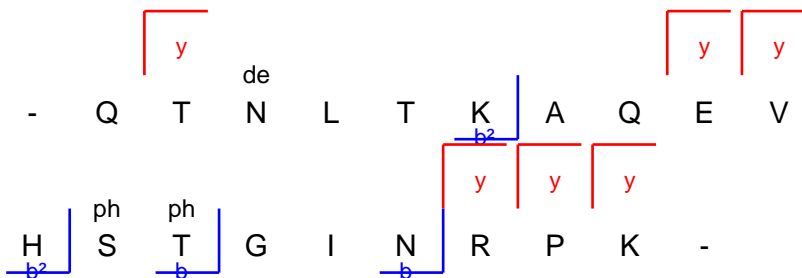 y y y
de
- Q T N L T K A Q E V
b²
y y y
ph ph
H S T G I N R P K -
b² b b